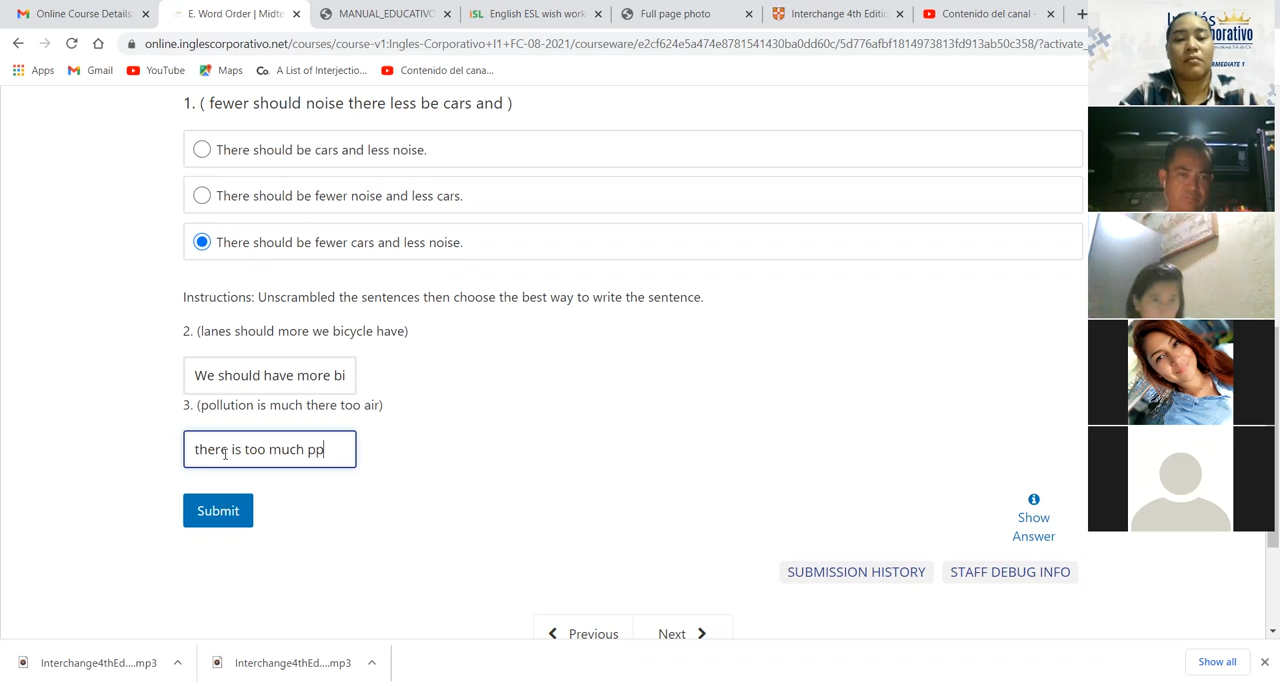 Online Course Details:
E. Word Order | Midte
MANUAL_EDUCATIVO
iSL English ESL wish work
Full page photo
Interchange 4th Editi
Contenido del canal -
online.inglescorporativo.net/courses/course-v1:Ingles-Corporativo+I1+IC-08-2021/courseware/e2cf624e5a474e8781541430ba0dd60c/5d776afbf1814973813fd913ab50c358/?activate_
Apps
Gmail
YouTube
Maps
Co. A List of Interjectio...
Contenido del cana...
1. ( fewer should noise there less be cars and )
There should be cars and less noise.
There should be fewer noise and less cars.
There should be fewer cars and less noise.
Instructions: Unscrambled the sentences then choose the best way to write the sentence.
2. (lanes should more we bicycle have)
We should have more bi
3. (pollution is much there too air)
there is too much pp
Submit
Show
Answer
SUBMISSION HISTORY
STAFF DEBUG INFO
Previous
Next
Interchange4thEd....mp3
Interchange4thEd....mp3
Show all